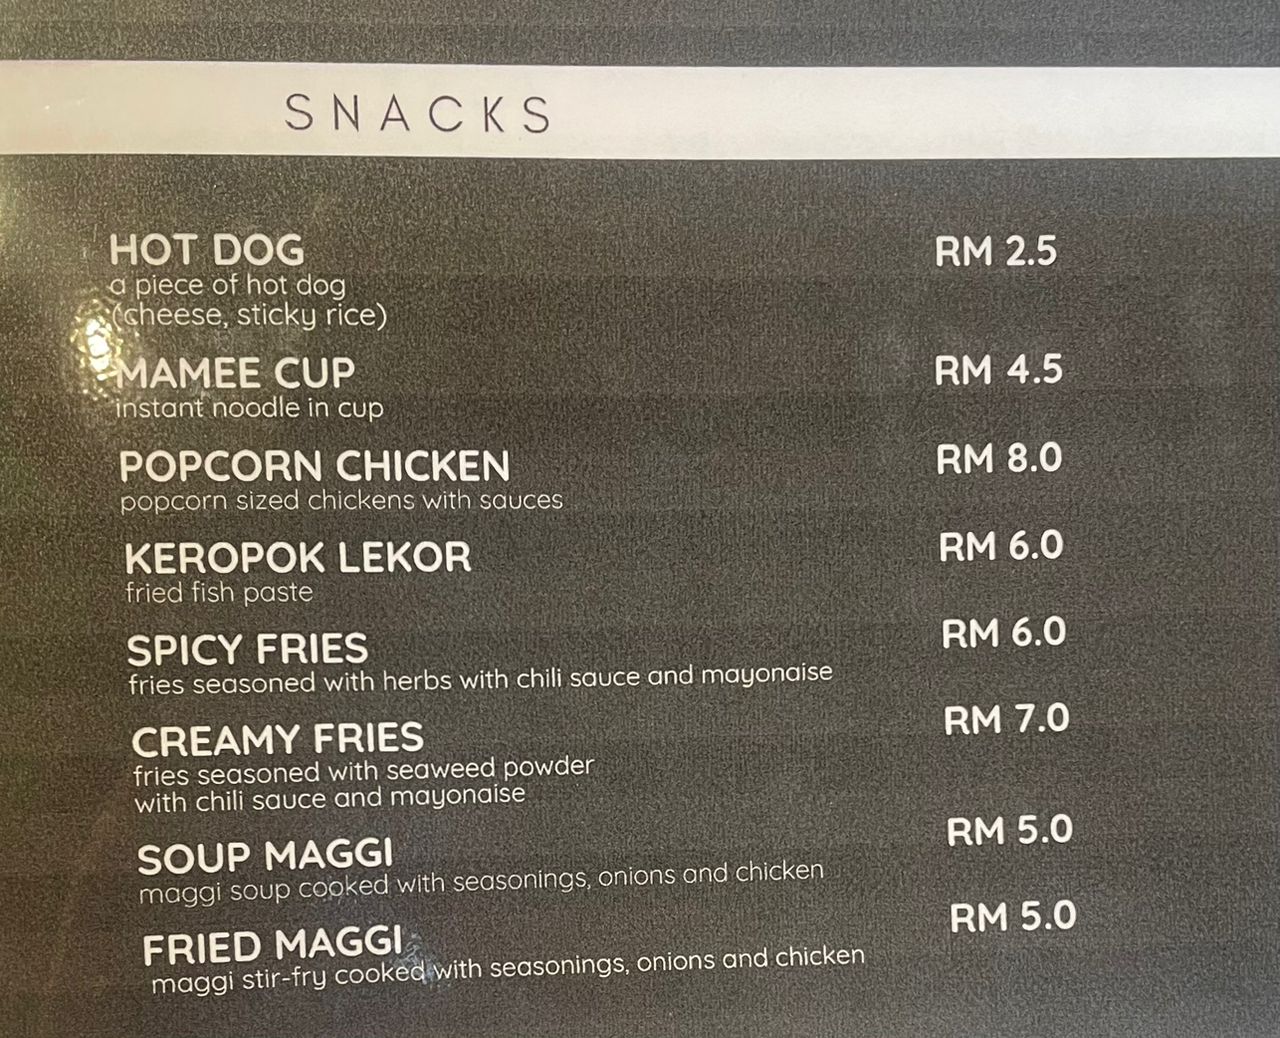 SNACKS
HOT DOG RM 2.5
a piece of hot dog
(cheese, sticky rice)
MAMEE CUP RM 4.5
instant noodle in cup
POPCORN CHICKEN RM 8.0
popcorn sized chickens with sauces
KEROPOK LEKOR RM 6.0
fried fish paste
SPICY FRIES RM 6.0
fries seasoned with herbs with chili sauce and mayonaise
CREAMY FRIES RM 7.0
fries seasoned with seaweed powder
with chili sauce and mayonaise
SOUP MAGGI RM 5.0
maggi soup cooked with seasonings, onions and chicken
FRIED MAGGI RM 5.0
maggi stir-fry cooked with seasonings, onions and chicken